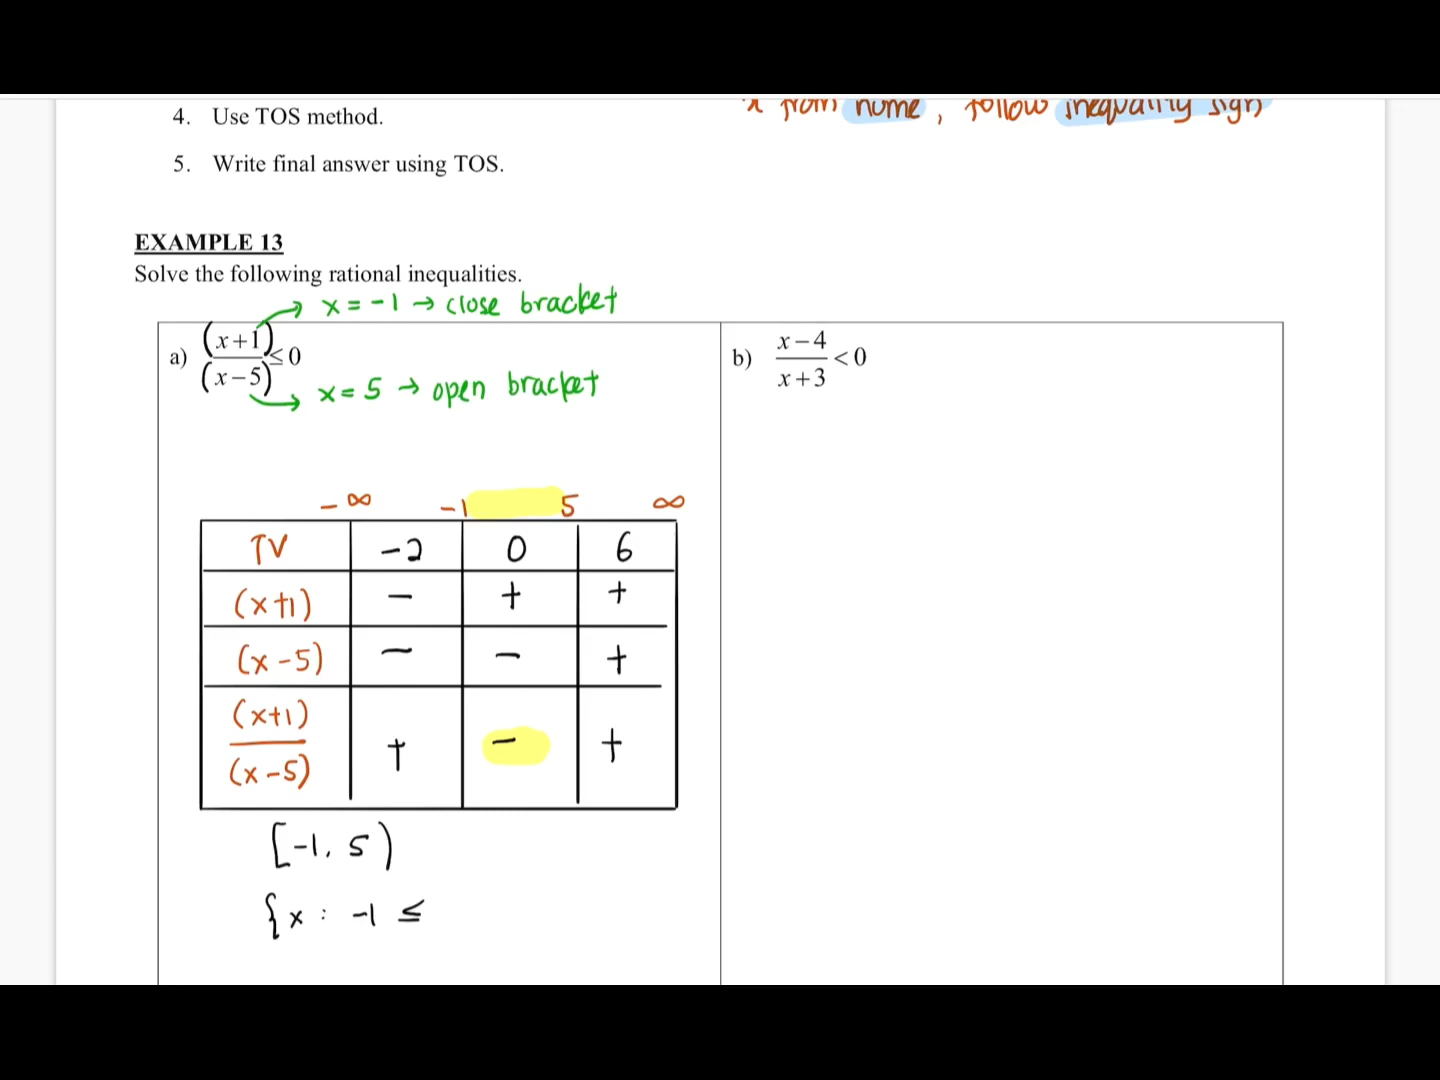 4. Use TOS method.
x from nume, follow inequality sign
5. Write final answer using TOS.
EXAMPLE 13
Solve the following rational inequalities.
x = -1 → close bracket
a) (x+1)/(x-5) ≤ 0
x = 5 → open bracket
b) x-4/x+3 < 0
-∞ -1 5 ∞
TV -2 0 6
(x+1) - + +
(x-5) - - +
(x+1)/(x-5) + - +
[-1, 5)
{x : -1 ≤